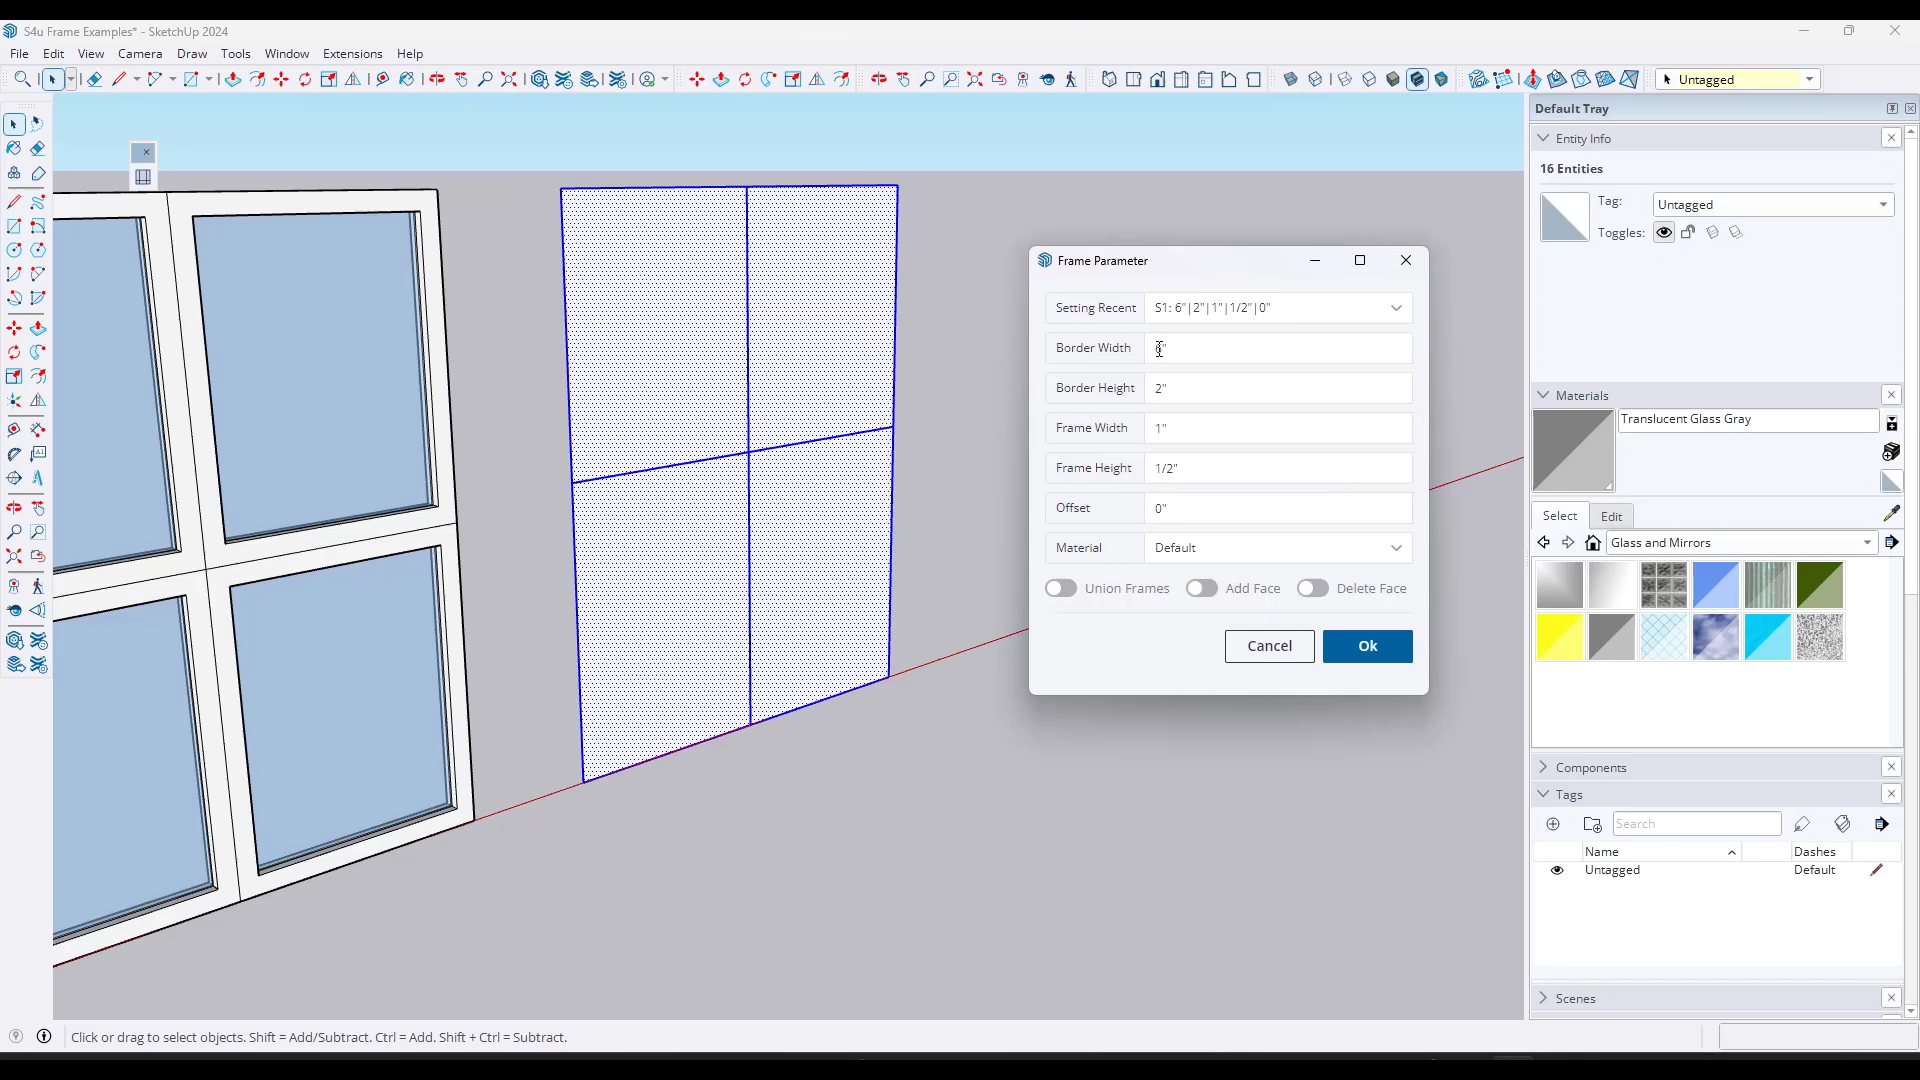 S4u Frame Examples* - SketchUp 2024
File Edit View Camera Draw Tools Window Extensions Help
Untagged
Default Tray
Entity Info
16 Entities
Tag: Untagged
Toggles:
Frame Parameter
Setting Recent S1: 6"|2"|1"|1/2"|0"
Border Width
Border Height 2"
Frame Width 1"
Frame Height 1/2"
Offset 0"
Material Default
Union Frames Add Face Delete Face
Cancel Ok
Materials
Translucent Glass Gray
Select Edit
Glass and Mirrors
Components
Tags
Search
Name Dashes
Untagged Default
Scenes
Click or drag to select objects. Shift = Add/Subtract. Ctrl = Add. Shift + Ctrl = Subtract.